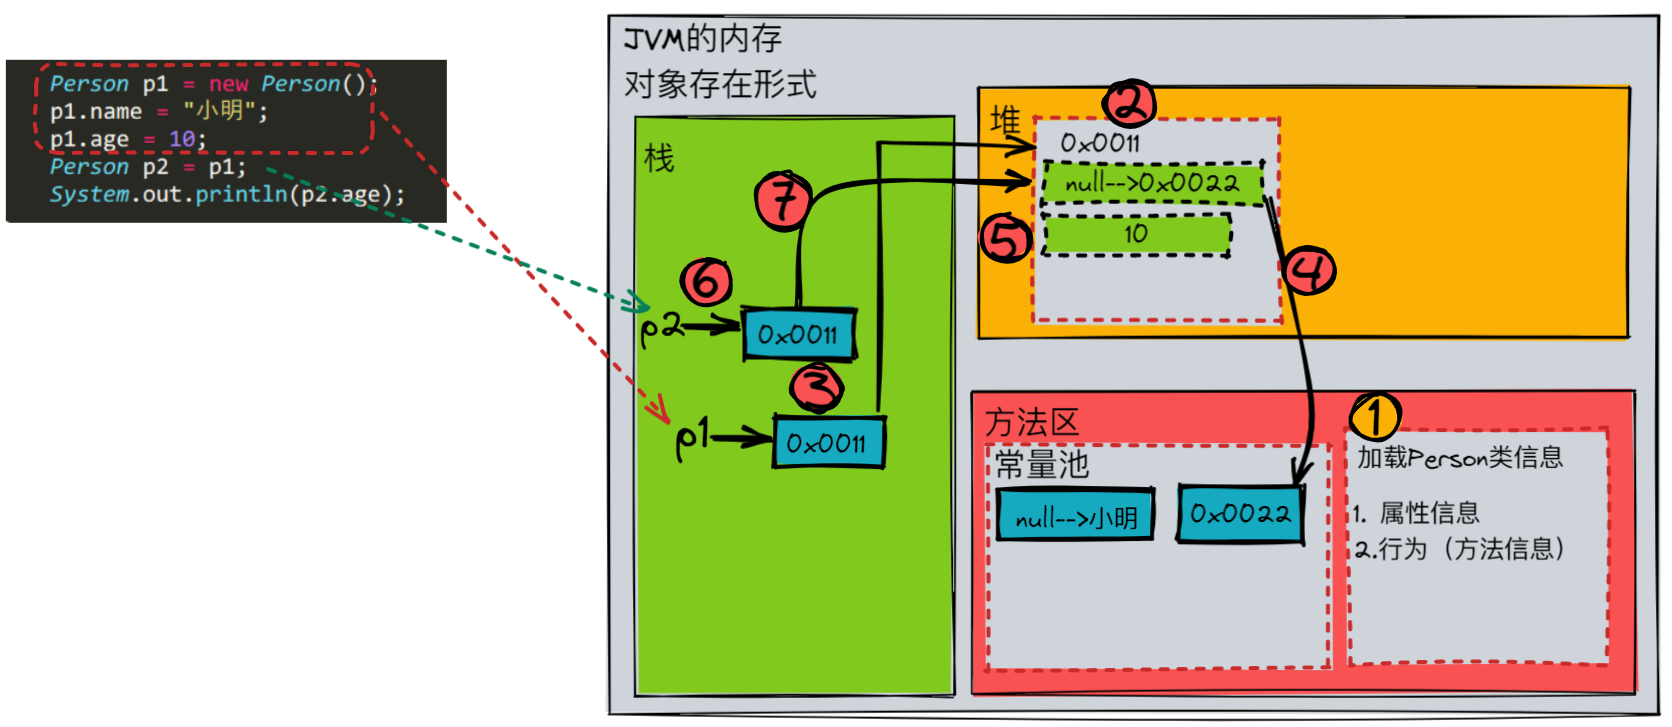 Person p1 = new Person();
p1.name = "小明";
p1.age = 10;
Person p2 = p1;
System.out.println(p2.age);
JVM的内存
对象存在形式
栈
⑦
⑥
p2
0x0011
③
p1
0x0011
堆
②
0x0011
null-->0x0022
⑤
10
④
方法区
常量池
null-->小明
0x0022
①
加载Person类信息
1. 属性信息
2.行为（方法信息）